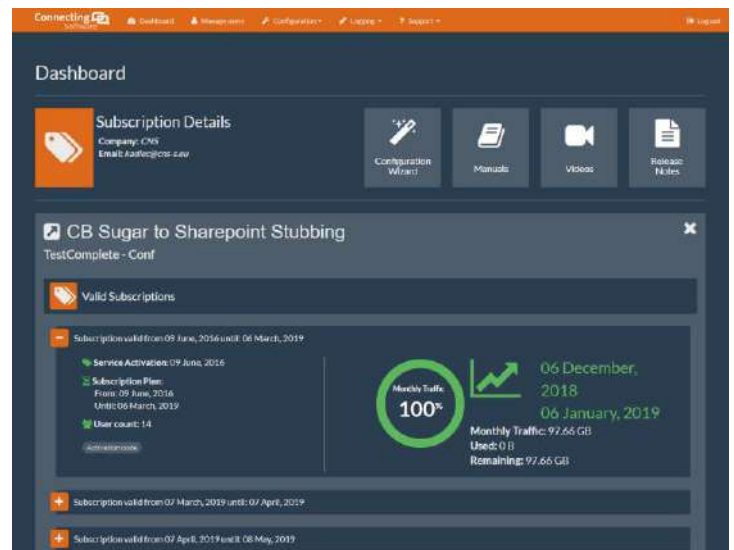 Connecting
Software
Dashboard
Management
Configuration
Logging
Support
Logout
Dashboard
Subscription Details
Company: CNS
Email:
Configuration
Wizard
Manuals
Videos
Release
Notes
CB Sugar to Sharepoint Stubbing
TestComplete - Conf
Valid Subscriptions
Subscription valid from 09 June, 2016 until: 06 March, 2019
Service Activation: 09 June, 2016
Subscription Plan:
From: 09 June, 2016
Until: 06 March, 2019
User count: 14
Activation code
Monthly Traffic
100%
06 December,
2018
06 January, 2019
Monthly Traffic: 97.66 GB
Used: 0 B
Remaining: 97.66 GB
Subscription valid from 07 March, 2019 until: 07 April, 2019
Subscription valid from 07 April, 2019 until: 08 May, 2019